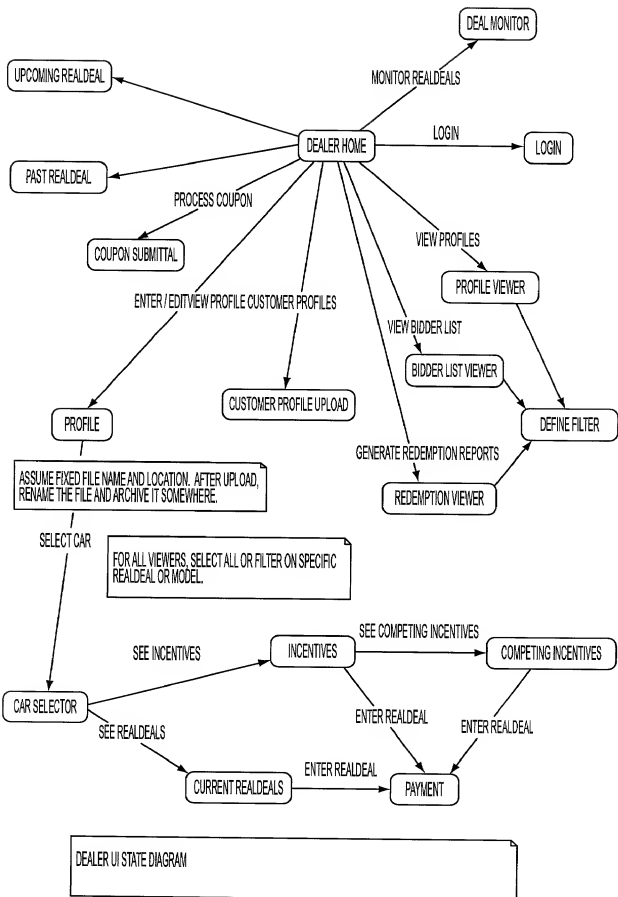 DEAL MONITOR
UPCOMING REALDEAL
MONITOR REALDEALS
DEALER HOME
LOGIN
LOGIN
PAST REALDEAL
PROCESS COUPON
COUPON SUBMITTAL
VIEW PROFILES
PROFILE VIEWER
ENTER / EDITVIEW PROFILE CUSTOMER PROFILES
VIEW BIDDER LIST
BIDDER LIST VIEWER
CUSTOMER PROFILE UPLOAD
PROFILE
DEFINE FILTER
GENERATE REDEMPTION REPORTS
REDEMPTION VIEWER
ASSUME FIXED FILE NAME AND LOCATION. AFTER UPLOAD,
RENAME THE FILE AND ARCHIVE IT SOMEWHERE.
SELECT CAR
FOR ALL VIEWERS, SELECT ALL OR FILTER ON SPECIFIC
REALDEAL OR MODEL.
SEE INCENTIVES
INCENTIVES
SEE COMPETING INCENTIVES
COMPETING INCENTIVES
CAR SELECTOR
SEE REALDEALS
ENTER REALDEAL
ENTER REALDEAL
CURRENT REALDEALS
ENTER REALDEAL
PAYMENT
DEALER UI STATE DIAGRAM